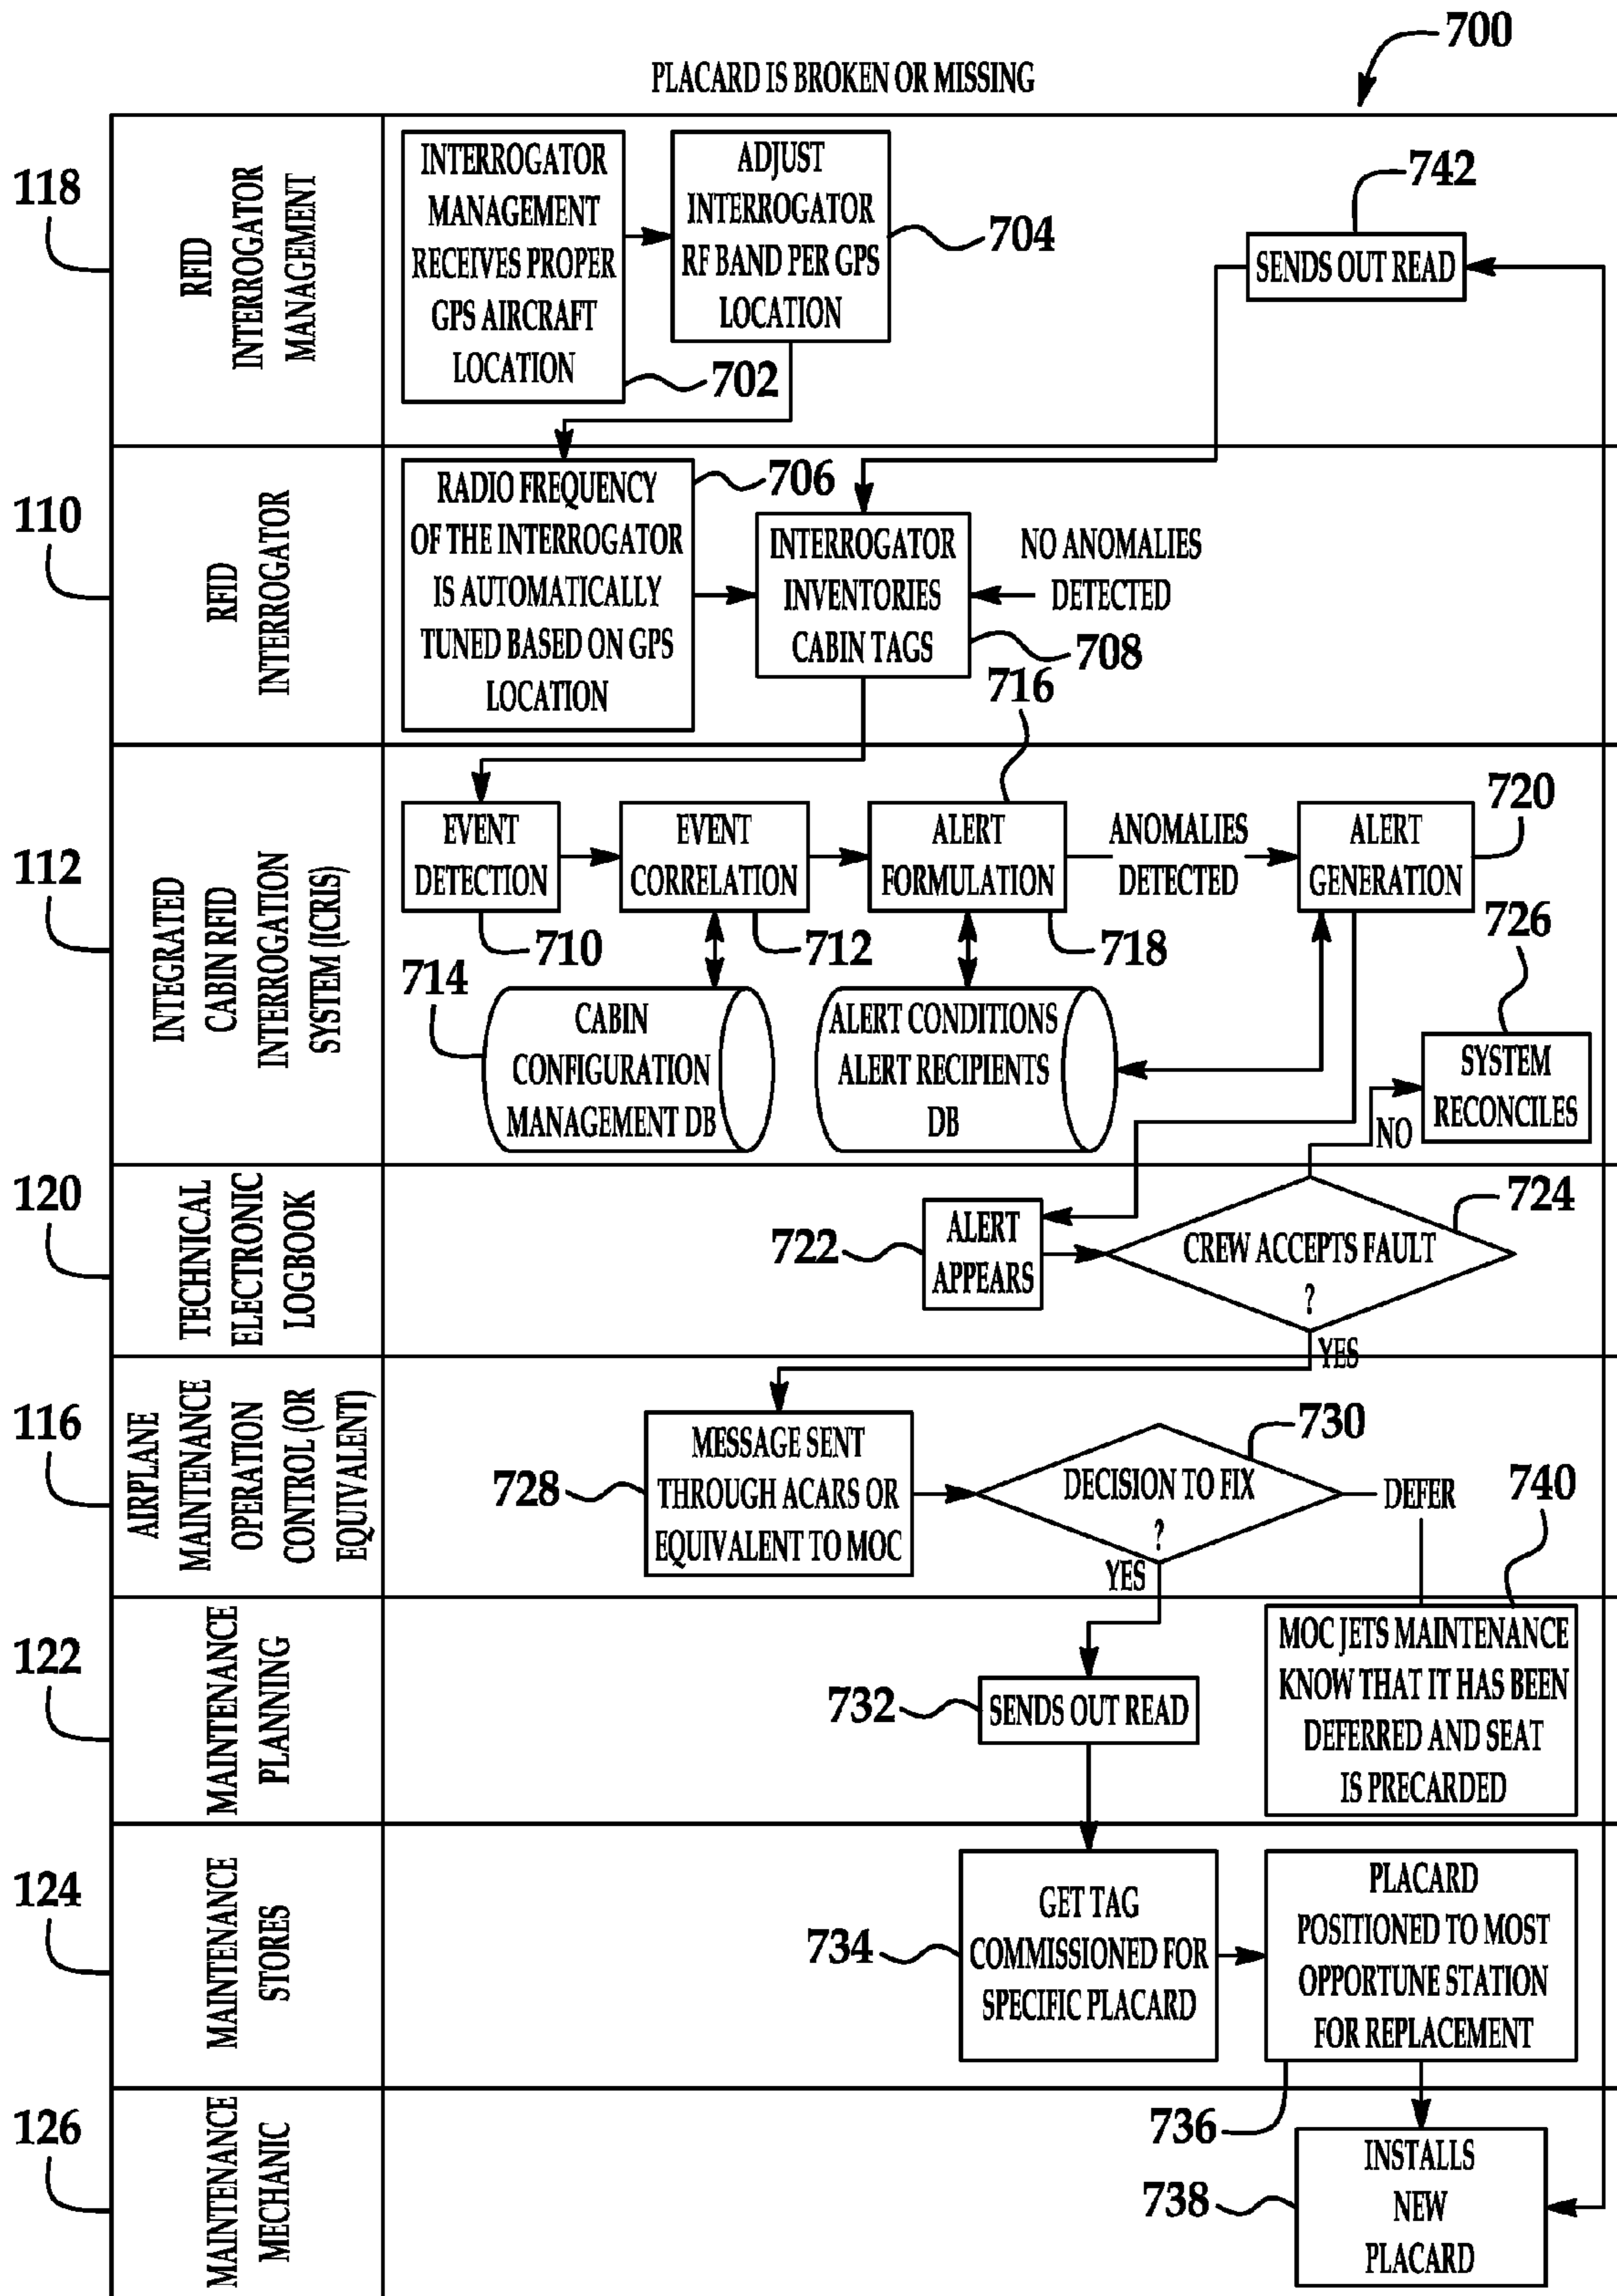 700
PLACARD IS BROKEN OR MISSING
118
RFID
INTERROGATOR
MANAGEMENT
INTERROGATOR
MANAGEMENT
RECEIVES PROPER
GPS AIRCRAFT
LOCATION
702
ADJUST
INTERROGATOR
RF BAND PER GPS
LOCATION
704
742
SENDS OUT READ
110
RFID
INTERROGATOR
RADIO FREQUENCY
OF THE INTERROGATOR
IS AUTOMATICALLY
TUNED BASED ON GPS
LOCATION
706
INTERROGATOR
INVENTORIES
CABIN TAGS
708
NO ANOMALIES
DETECTED
112
INTEGRATED
CABIN RFID
INTERROGATION
SYSTEM (ICRIS)
EVENT
DETECTION
710
EVENT
CORRELATION
712
716
ALERT
FORMULATION
718
ANOMALIES
DETECTED
ALERT
GENERATION
720
714
CABIN
CONFIGURATION
MANAGEMENT DB
ALERT CONDITIONS
ALERT RECIPIENTS
DB
726
SYSTEM
RECONCILES
NO
120
TECHNICAL
ELECTRONIC
LOGBOOK
722
ALERT
APPEARS
724
CREW ACCEPTS FAULT
?
YES
116
AIRPLANE
MAINTENANCE
OPERATION
CONTROL (OR
EQUIVALENT)
728
MESSAGE SENT
THROUGH ACARS OR
EQUIVALENT TO MOC
730
DECISION TO FIX
?
YES
DEFER
740
122
MAINTENANCE
PLANNING
732
SENDS OUT READ
MOC JETS MAINTENANCE
KNOW THAT IT HAS BEEN
DEFERRED AND SEAT
IS PRECARDED
124
MAINTENANCE
STORES
734
GET TAG
COMMISSIONED FOR
SPECIFIC PLACARD
PLACARD
POSITIONED TO MOST
OPPORTUNE STATION
FOR REPLACEMENT
736
126
MAINTENANCE
MECHANIC
738
INSTALLS
NEW
PLACARD